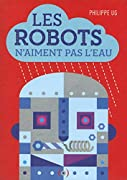 PHILIPPE UG
LES
ROBOTS
N'AIMENT PAS L'EAU